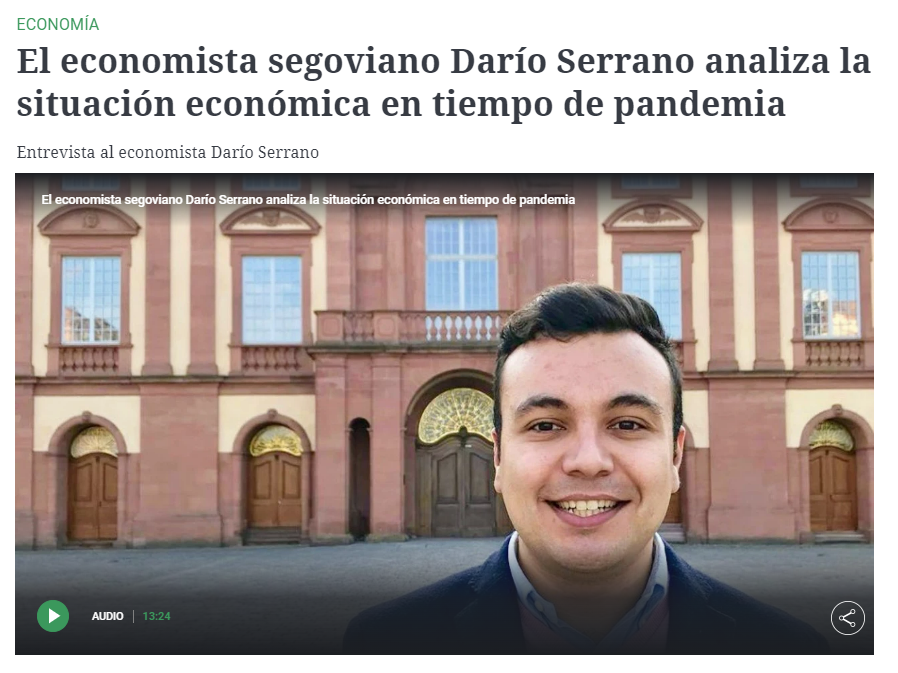 ECONOMÍA
El economista segoviano Darío Serrano analiza la
situación económica en tiempo de pandemia
Entrevista al economista Darío Serrano
El economista segoviano Darío Serrano analiza la situación económica en tiempo de pandemia
AUDIO | 13:24